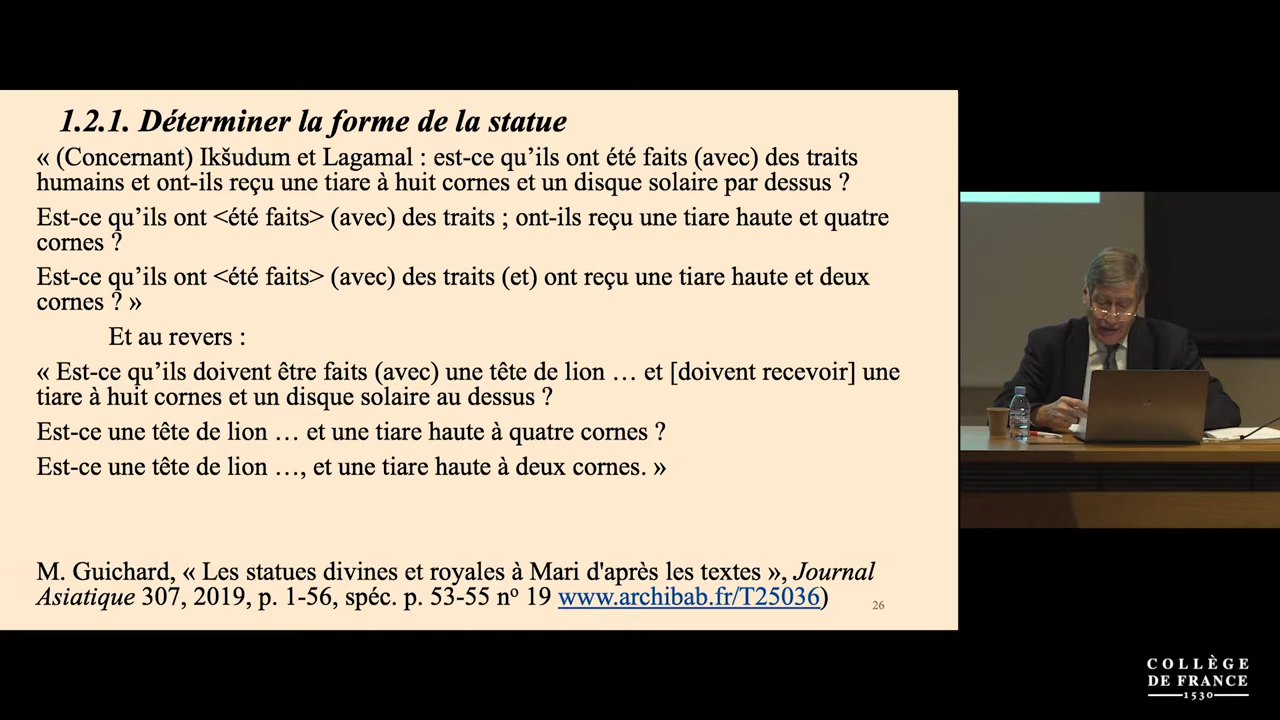 1.2.1. Déterminer la forme de la statue
« (Concernant) Ikšudum et Lagamal : est-ce qu’ils ont été faits (avec) des traits
humains et ont-ils reçu une tiare à huit cornes et un disque solaire par dessus ?
Est-ce qu’ils ont <été faits> (avec) des traits ; ont-ils reçu une tiare haute et quatre
cornes ?
Est-ce qu’ils ont <été faits> (avec) des traits (et) ont reçu une tiare haute et deux
cornes ? »
Et au revers :
« Est-ce qu’ils doivent être faits (avec) une tête de lion … et [doivent recevoir] une
tiare à huit cornes et un disque solaire au dessus ?
Est-ce une tête de lion … et une tiare haute à quatre cornes ?
Est-ce une tête de lion …, et une tiare haute à deux cornes. »
M. Guichard, « Les statues divines et royales à Mari d'après les textes », Journal
Asiatique 307, 2019, p. 1-56, spéc. p. 53-55 nº 19 www.archibab.fr/T25036)
26
COLLÈGE
DE FRANCE
1530